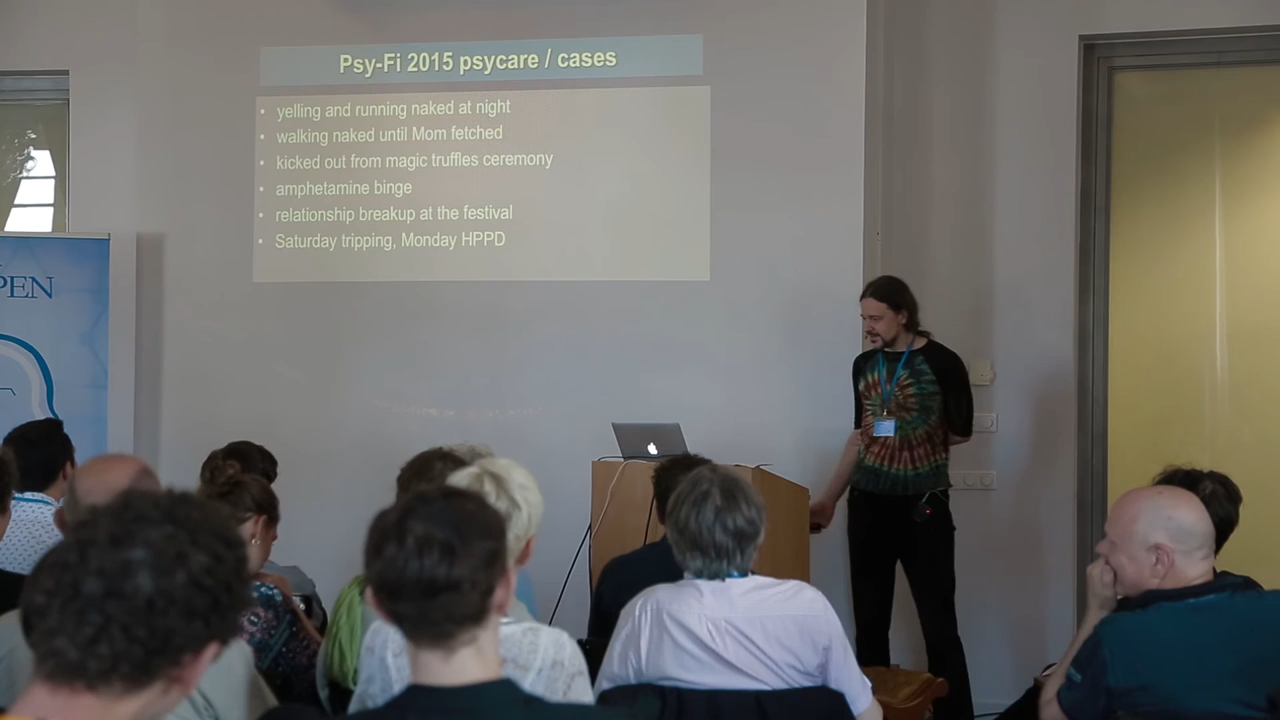 Psy-Fi 2015 psycare / cases
• yelling and running naked at night
• walking naked until Mom fetched
• kicked out from magic truffles ceremony
• amphetamine binge
• relationship breakup at the festival
• Saturday tripping, Monday HPPD
PEN